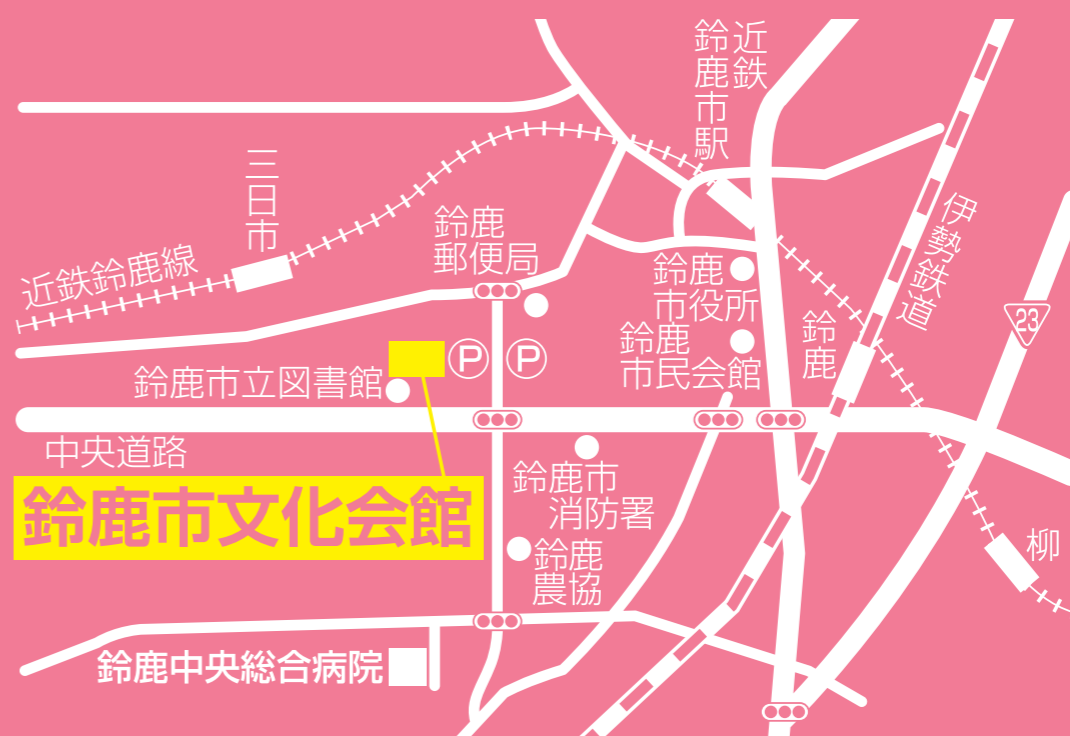 近鉄
鈴鹿市駅
三日市
伊勢鉄道
鈴鹿
郵便局
近鉄鈴鹿線
鈴鹿
市役所
23
鈴鹿
鈴鹿
市民会館
P
P
鈴鹿市立図書館
中央道路
鈴鹿市
消防署
鈴鹿市文化会館
柳
鈴鹿
農協
鈴鹿中央総合病院